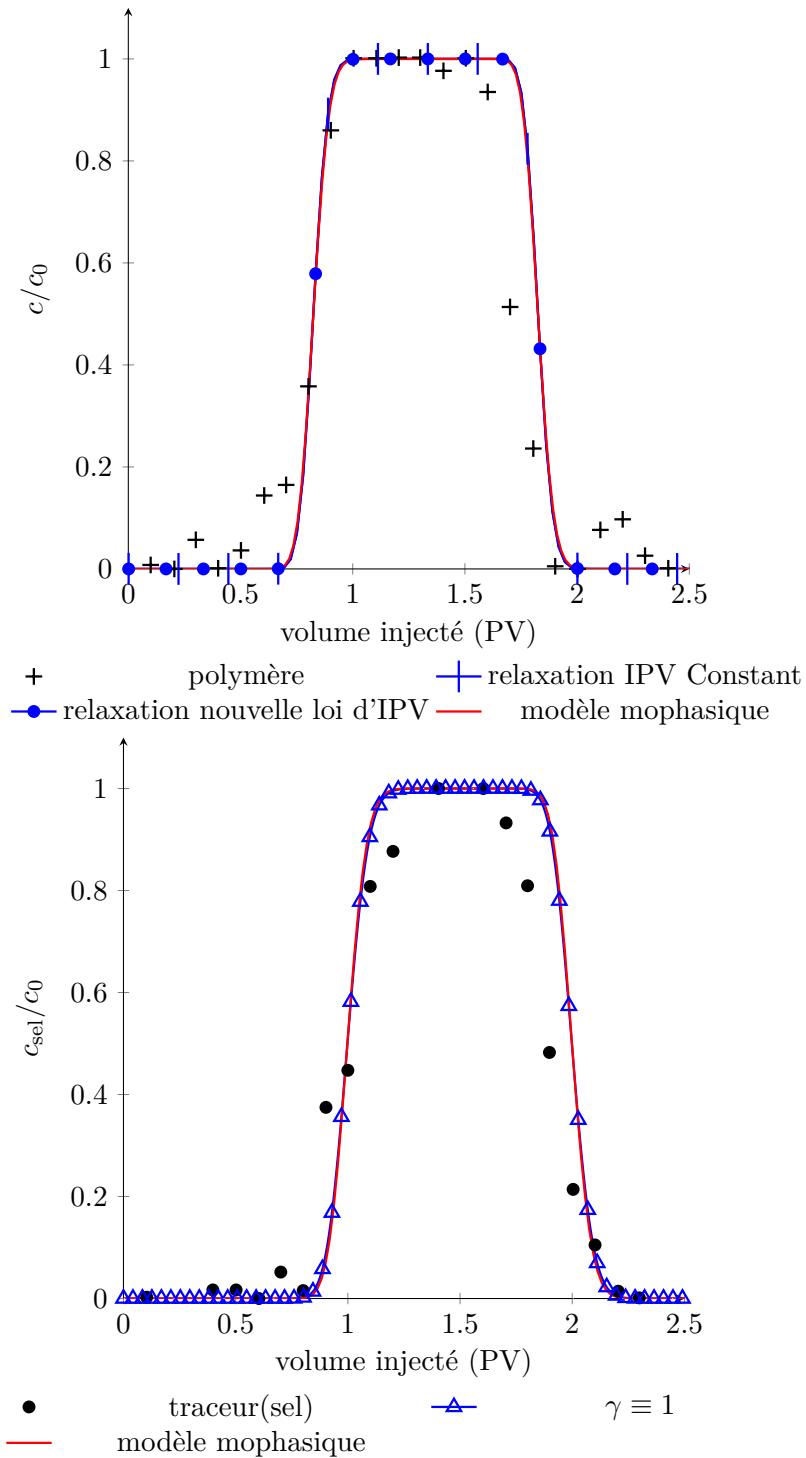 1
0.8
0.6
0.4
0.2
0
c/c0
0 0.5 1 1.5 2 2.5
volume injecté (PV)
polymère relaxation IPV Constant
relaxation nouvelle loi d'IPV modèle mophasique
1
0.8
0.6
0.4
0.2
0
csel/c0
0 0.5 1 1.5 2 2.5
volume injecté (PV)
traceur(sel) γ ≡ 1
modèle mophasique